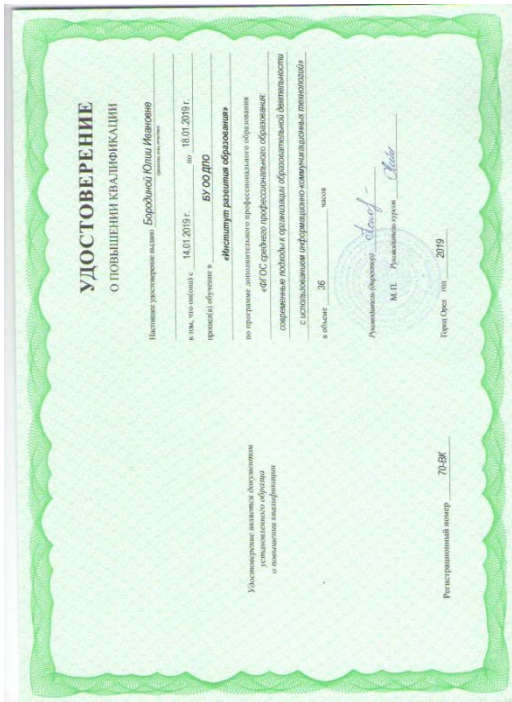 Удостоверение является документом
установленного образца
о повышении квалификации
Регистрационный номер 70-ВК
УДОСТОВЕРЕНИЕ
О ПОВЫШЕНИИ КВАЛИФИКАЦИИ
Настоящее удостоверение выдано Бородиной Юлии Ивановне
(фамилия, имя, отчество)
в том, что он(она) с 14.01.2019 г. по 18.01.2019 г.
прошел(а) обучение в БУ ОО ДПО
«Институт развития образования»
по программе дополнительного профессионального образования
«ФГОС среднего профессионального образования:
современные подходы к организации образовательной деятельности
с использованием информационно-коммуникационных технологий»
в объеме 36 часов
Руководитель (директор)
М. П. Руководитель курсов
Город Орел год 2019